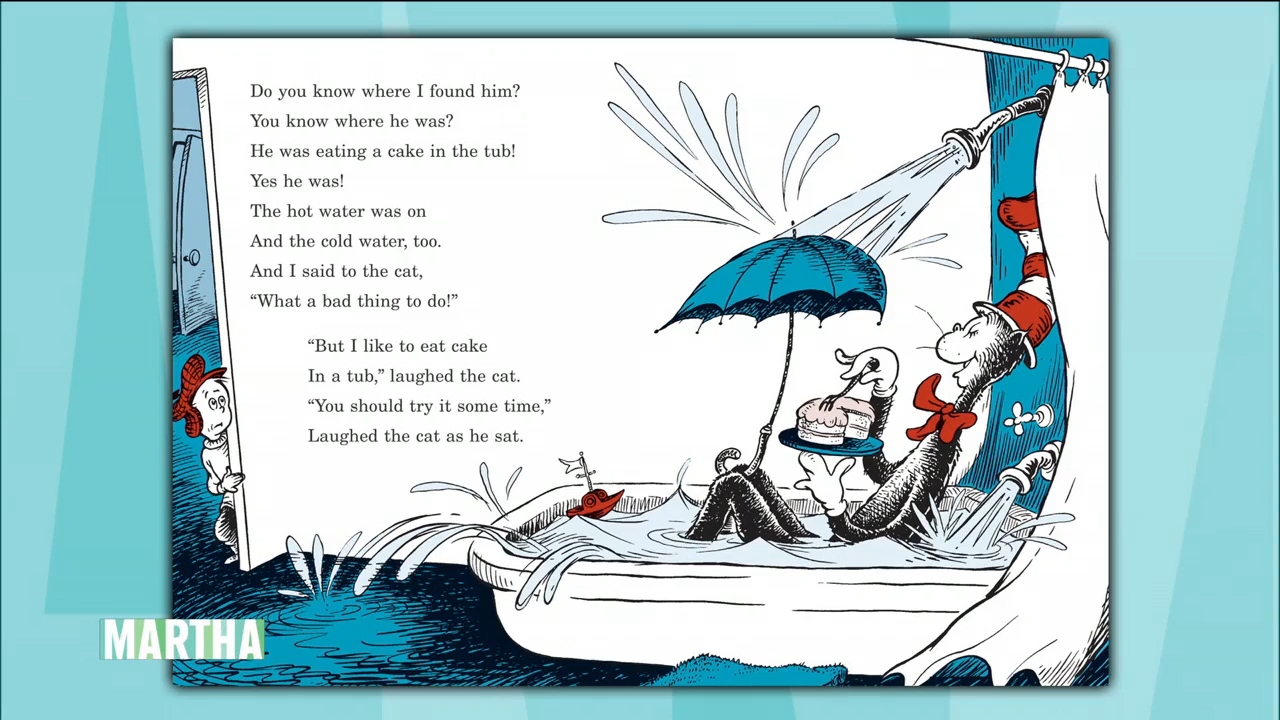 Do you know where I found him?
You know where he was?
He was eating a cake in the tub!
Yes he was!
The hot water was on
And the cold water, too.
And I said to the cat,
“What a bad thing to do!”
“But I like to eat cake
In a tub,” laughed the cat.
“You should try it some time,”
Laughed the cat as he sat.
MARTHA